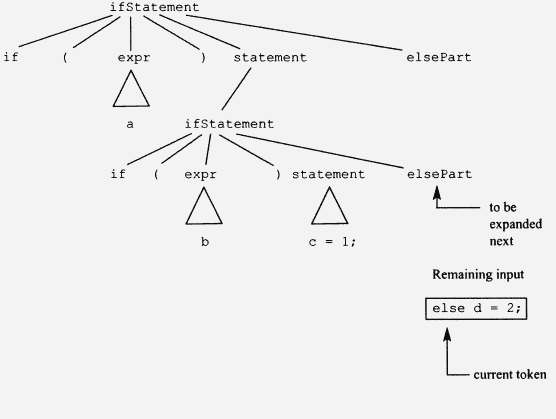 ifStatement
if ( expr ) statement elsePart
a
ifStatement
if ( expr ) statement elsePart
b c = 1;
to be
expanded
next
Remaining input
else d = 2;
current token